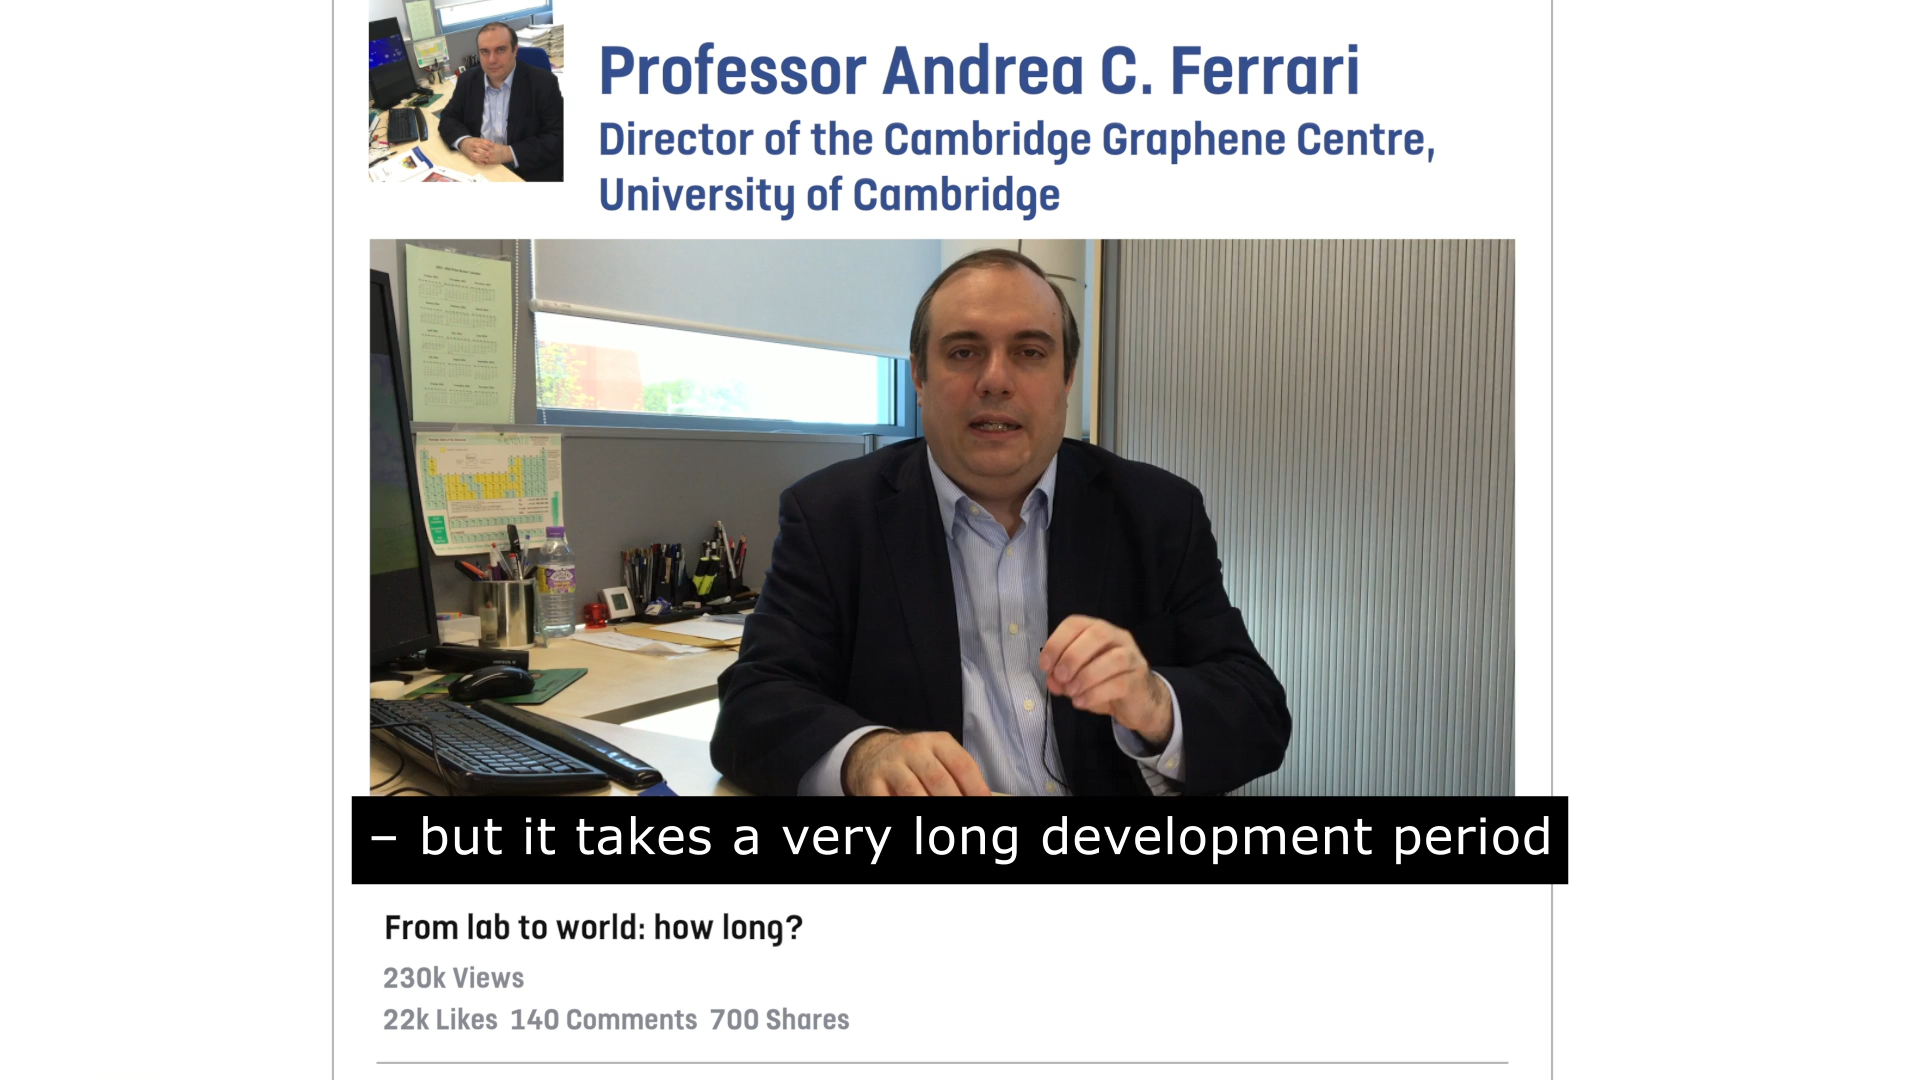 Professor Andrea C. Ferrari
Director of the Cambridge Graphene Centre,
University of Cambridge
– but it takes a very long development period
From lab to world: how long?
230k Views
22k Likes 140 Comments 700 Shares